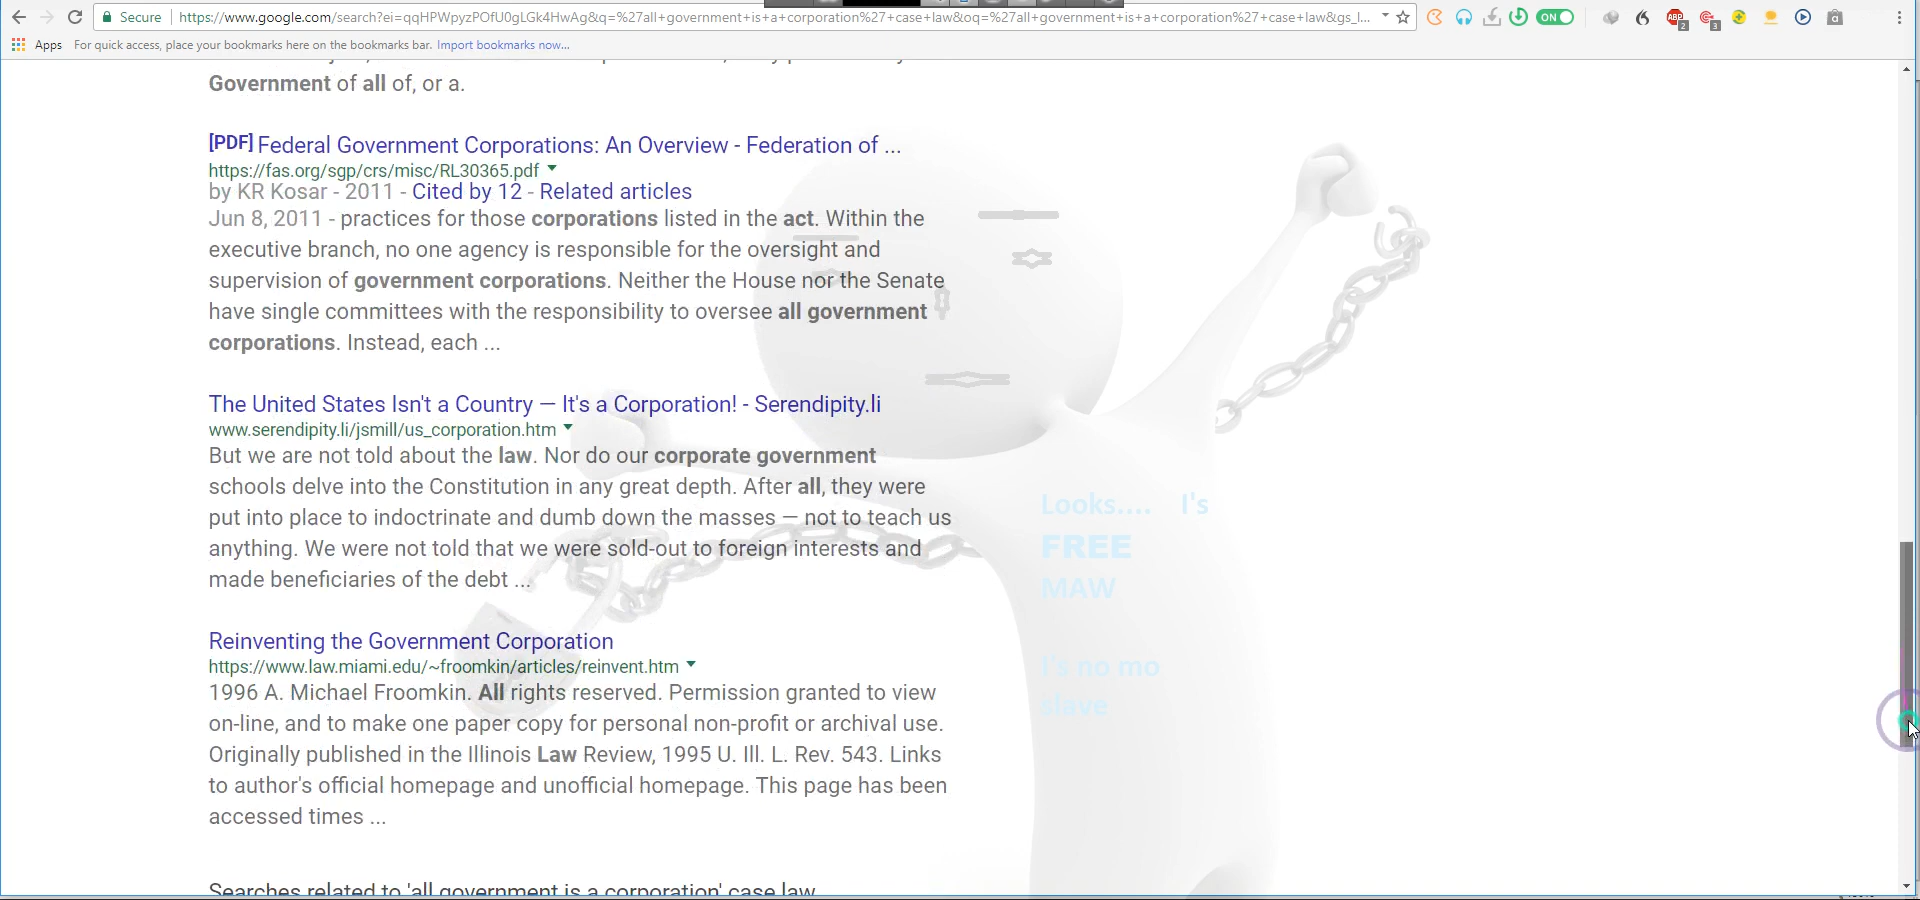 Secure https://www.google.com/search?ei=qqHPWpyzPOfU0gLGk4HwAg&q=%27all+government+is+a+corporation%27+case+law&oq=%27all+government+is+a+corporation%27+case+law&gs_l...
ON
ABP
2
3
Apps For quick access, place your bookmarks here on the bookmarks bar. Import bookmarks now...
Government of all of, or a.
[PDF] Federal Government Corporations: An Overview - Federation of ...
https://fas.org/sgp/crs/misc/RL30365.pdf
by KR Kosar - 2011 - Cited by 12 - Related articles
Jun 8, 2011 - practices for those corporations listed in the act. Within the
executive branch, no one agency is responsible for the oversight and
supervision of government corporations. Neither the House nor the Senate
have single committees with the responsibility to oversee all government
corporations. Instead, each ...
The United States Isn't a Country — It's a Corporation! - Serendipity.li
www.serendipity.li/jsmill/us_corporation.htm
But we are not told about the law. Nor do our corporate government
schools delve into the Constitution in any great depth. After all, they were
put into place to indoctrinate and dumb down the masses — not to teach us
anything. We were not told that we were sold-out to foreign interests and
made beneficiaries of the debt ...
Looks.... I's
FREE
MAW
I's no mo
slave
Reinventing the Government Corporation
https://www.law.miami.edu/~froomkin/articles/reinvent.htm
1996 A. Michael Froomkin. All rights reserved. Permission granted to view
on-line, and to make one paper copy for personal non-profit or archival use.
Originally published in the Illinois Law Review, 1995 U. Ill. L. Rev. 543. Links
to author's official homepage and unofficial homepage. This page has been
accessed times ...
Searches related to 'all government is a corporation' case law